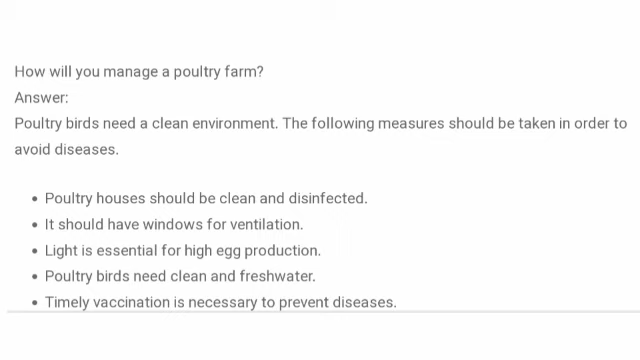 How will you manage a poultry farm?
Answer:
Poultry birds need a clean environment. The following measures should be taken in order to
avoid diseases.
• Poultry houses should be clean and disinfected.
• It should have windows for ventilation.
• Light is essential for high egg production.
• Poultry birds need clean and freshwater.
• Timely vaccination is necessary to prevent diseases.